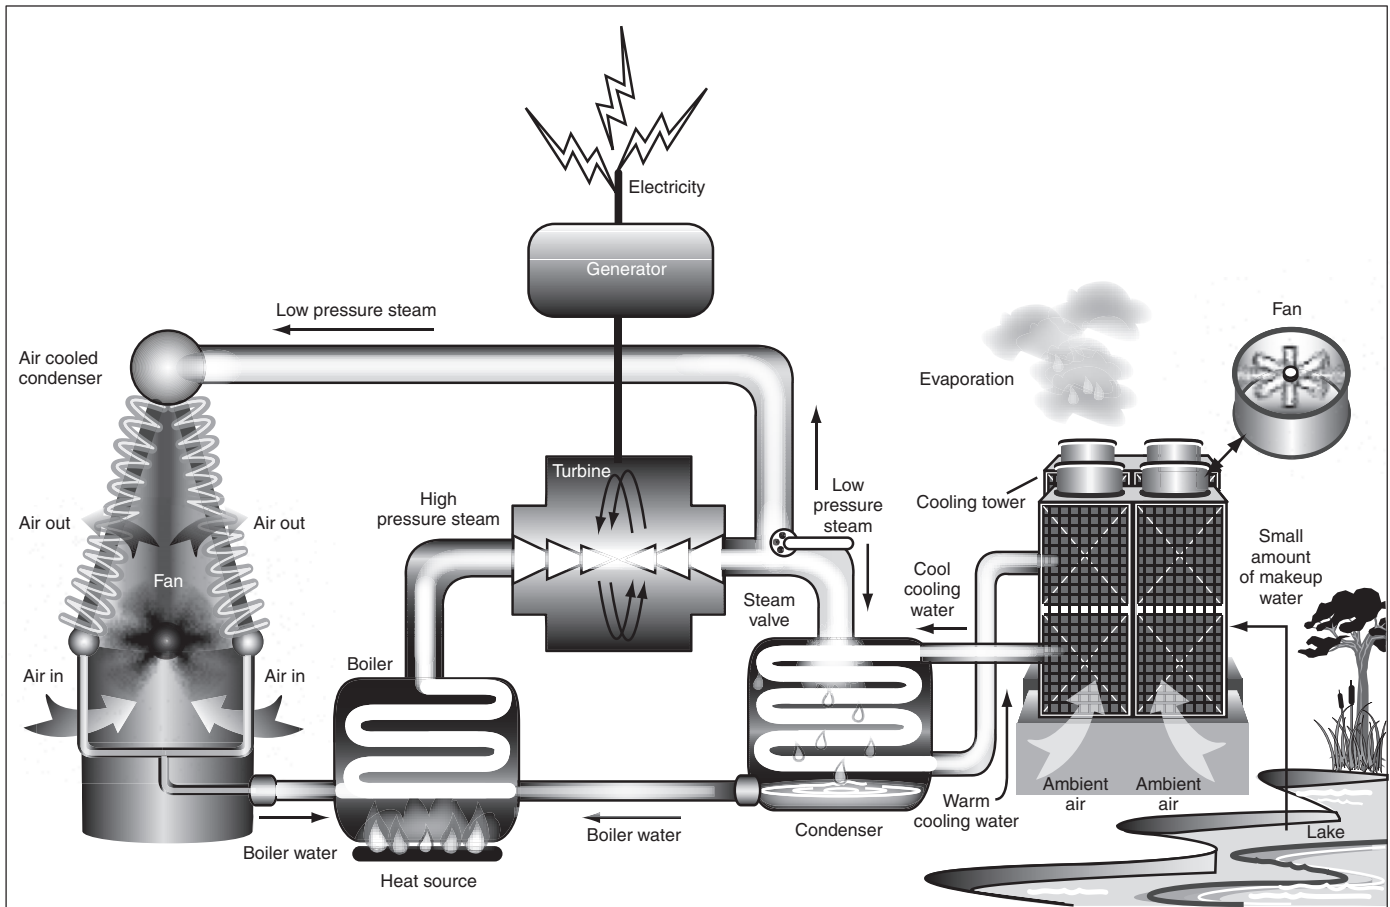 Electricity
Generator
Low pressure steam
Fan
Air cooled
condenser
Evaporation
Turbine
High
pressure steam
Low
pressure
steam
Cooling tower
Air out
Air out
Small
amount
of makeup
water
Fan
Cool
cooling
water
Steam
valve
Boiler
Air in
Air in
Ambient
air
Ambient
air
Warm
cooling water
Boiler water
Condenser
Lake
Boiler water
Heat source